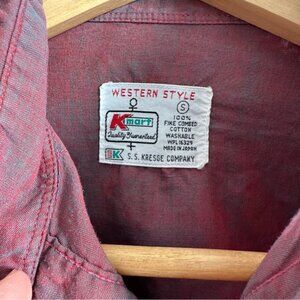 WESTERN STYLE
S
Kmart
Quality Guaranteed
100%
FINE COMBED
COTTON
WASHABLE
WPL 16329
MADE IN JAPAN
SK S. S. KRESGE COMPANY